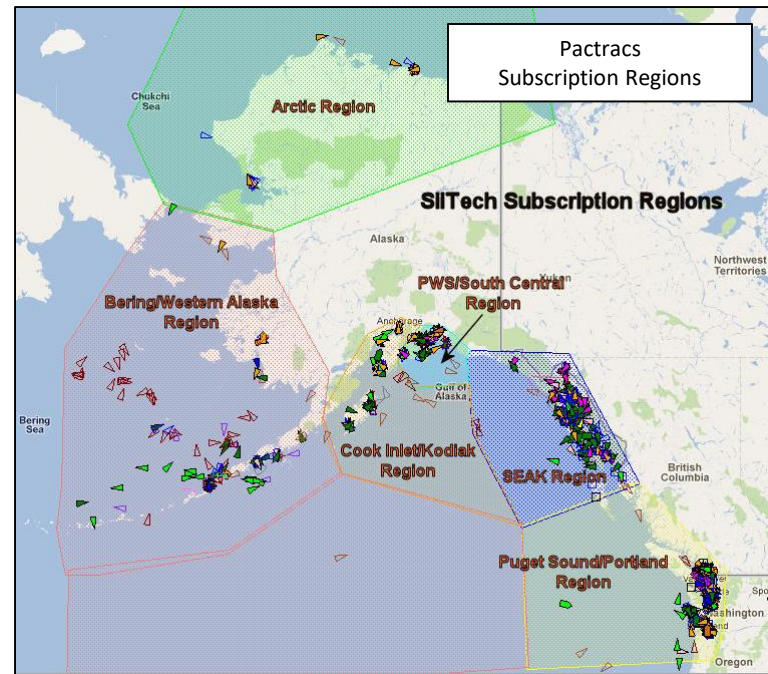 Pactracs
Subscription Regions
Chukchi
Sea
Arctic Region
SIITech Subscription Regions
Alaska
Northwest
Territories
PWS/South Central
Region
Yukon
Bering/Western Alaska
Region
Anchorage
Gulf of
Alaska
Bering
Sea
Cook Inlet/Kodiak
Region
SEAK Region
British
Columbia
Puget Sound/Portland
Region
Spo
Washington
Oregon